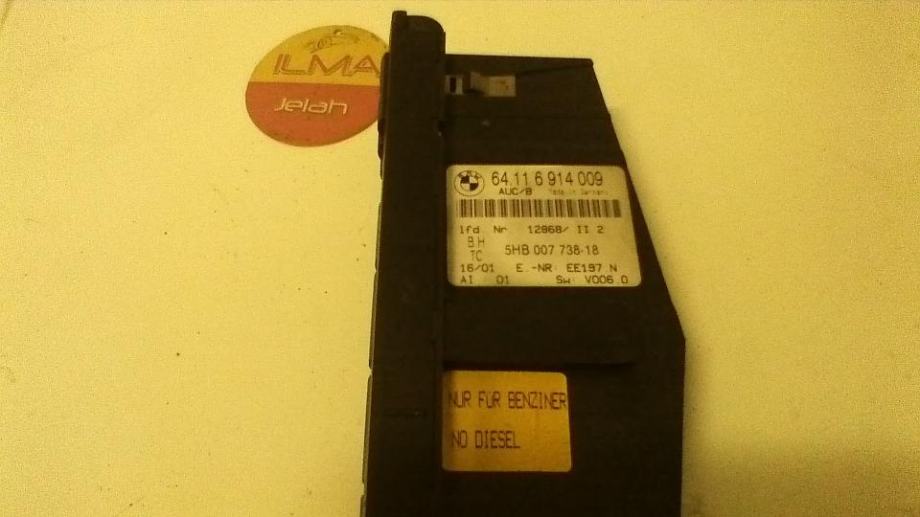 ILMA
Jelah
64.11 6 914 009
AUC/B Made in Germany
lfd. Nr 12868/ II 2
BH
TC 5HB 007 738-18
16/01 E.-NR: EE197 N
AI : 01 Sw: V006.0
NUR FÜR BENZINER
NO DIESEL